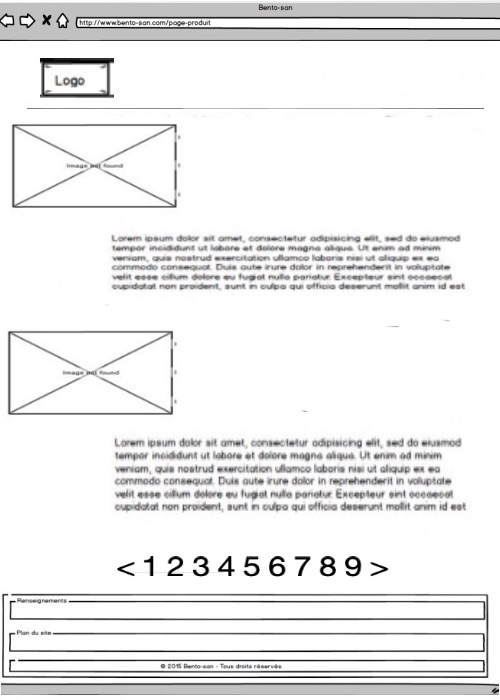 Bento-san
http://www.bento-san.com/page-produit
Logo
Image not found
Lorem ipsum dolor sit amet, consectetur adipisicing elit, sed do eiusmod
tempor incididunt ut labore et dolore magna aliqua. Ut enim ad minim
veniam, quis nostrud exercitation ullamco laboris nisi ut aliquip ex ea
commodo consequat. Duis aute irure dolor in reprehenderit in voluptate
velit esse cillum dolore eu fugiat nulla pariatur. Excepteur sint occaecat
cupidatat non proident, sunt in culpa qui officia deserunt mollit anim id est
Image not found
Lorem ipsum dolor sit amet, consectetur adipisicing elit, sed do eiusmod
tempor incididunt ut labore et dolore magna aliqua. Ut enim ad minim
veniam, quis nostrud exercitation ullamco laboris nisi ut aliquip ex ea
commodo consequat. Duis aute irure dolor in reprehenderit in voluptate
velit esse cillum dolore eu fugiat nulla pariatur. Excepteur sint occaecat
cupidatat non proident, sunt in culpa qui officia deserunt mollit anim id est
< 1 2 3 4 5 6 7 8 9 >
Renseignements
Plan du site
© 2015 Bento-san - Tous droits réservés